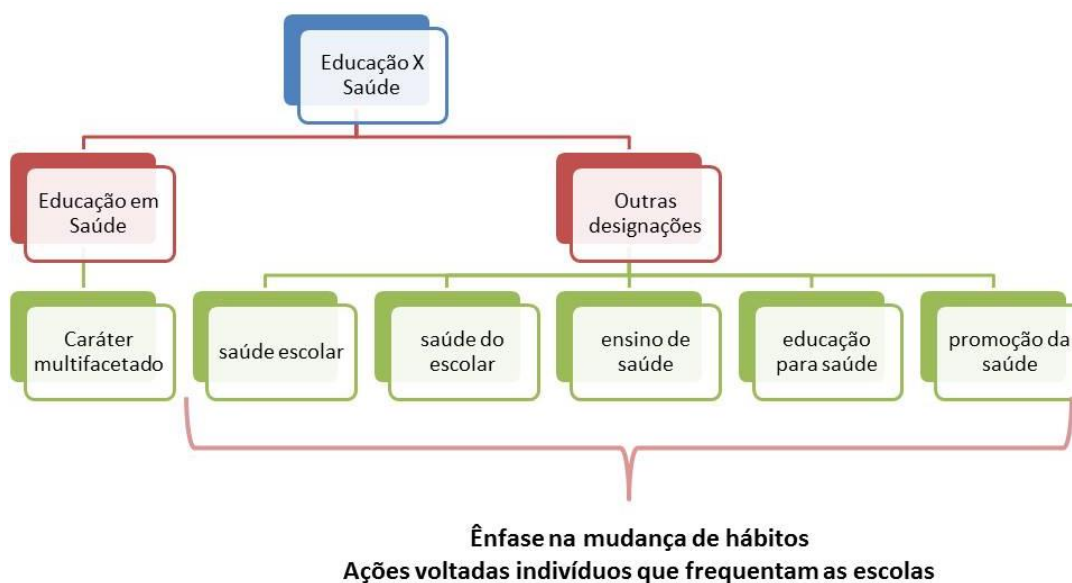 Educação X
Saúde
Educação em
Saúde
Outras
designações
Caráter
multifacetado
saúde escolar
saúde do
escolar
ensino de
saúde
educação
para saúde
promoção da
saúde
Ênfase na mudança de hábitos
Ações voltadas indivíduos que frequentam as escolas